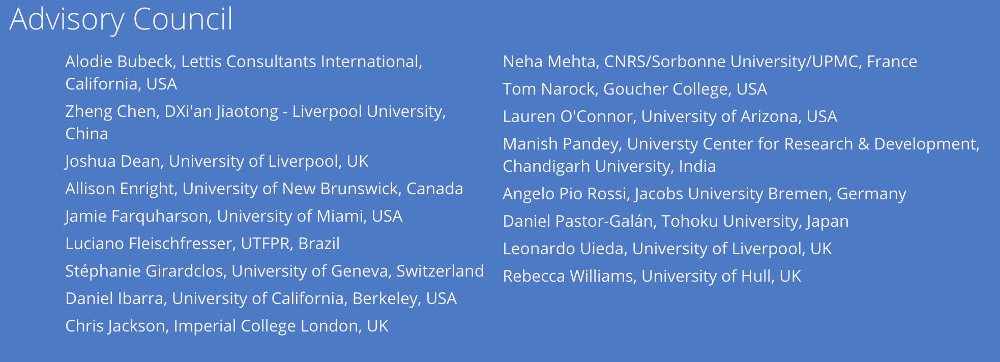 Advisory Council
Alodie Bubeck, Lettis Consultants International,
California, USA
Zheng Chen, DXi'an Jiaotong - Liverpool University,
China
Joshua Dean, University of Liverpool, UK
Allison Enright, University of New Brunswick, Canada
Jamie Farquharson, University of Miami, USA
Luciano Fleischfresser, UTFPR, Brazil
Stéphanie Girardclos, University of Geneva, Switzerland
Daniel Ibarra, University of California, Berkeley, USA
Chris Jackson, Imperial College London, UK
Neha Mehta, CNRS/Sorbonne University/UPMC, France
Tom Narock, Goucher College, USA
Lauren O'Connor, University of Arizona, USA
Manish Pandey, Universty Center for Research & Development,
Chandigarh University, India
Angelo Pio Rossi, Jacobs University Bremen, Germany
Daniel Pastor-Galán, Tohoku University, Japan
Leonardo Uieda, University of Liverpool, UK
Rebecca Williams, University of Hull, UK